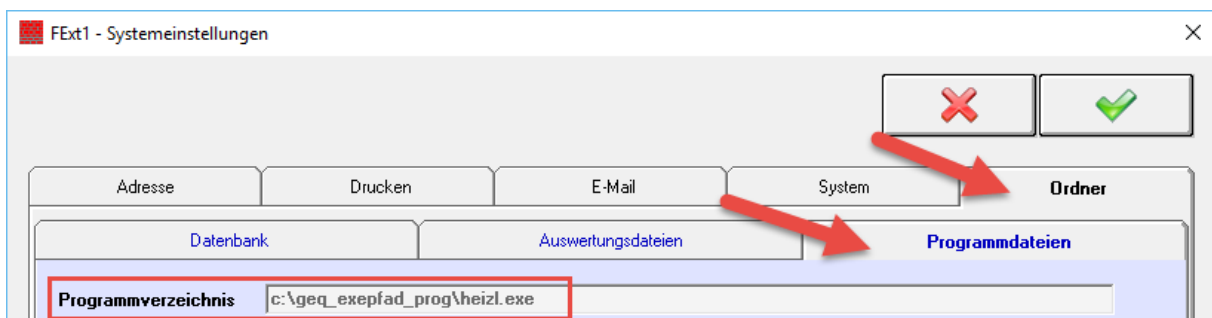 FExt1 - Systemeinstellungen
Adresse Drucken E-Mail System Ordner
Datenbank Auswertungsdateien Programmdateien
Programmverzeichnis c:\geq_exepfad_prog\heizl.exe